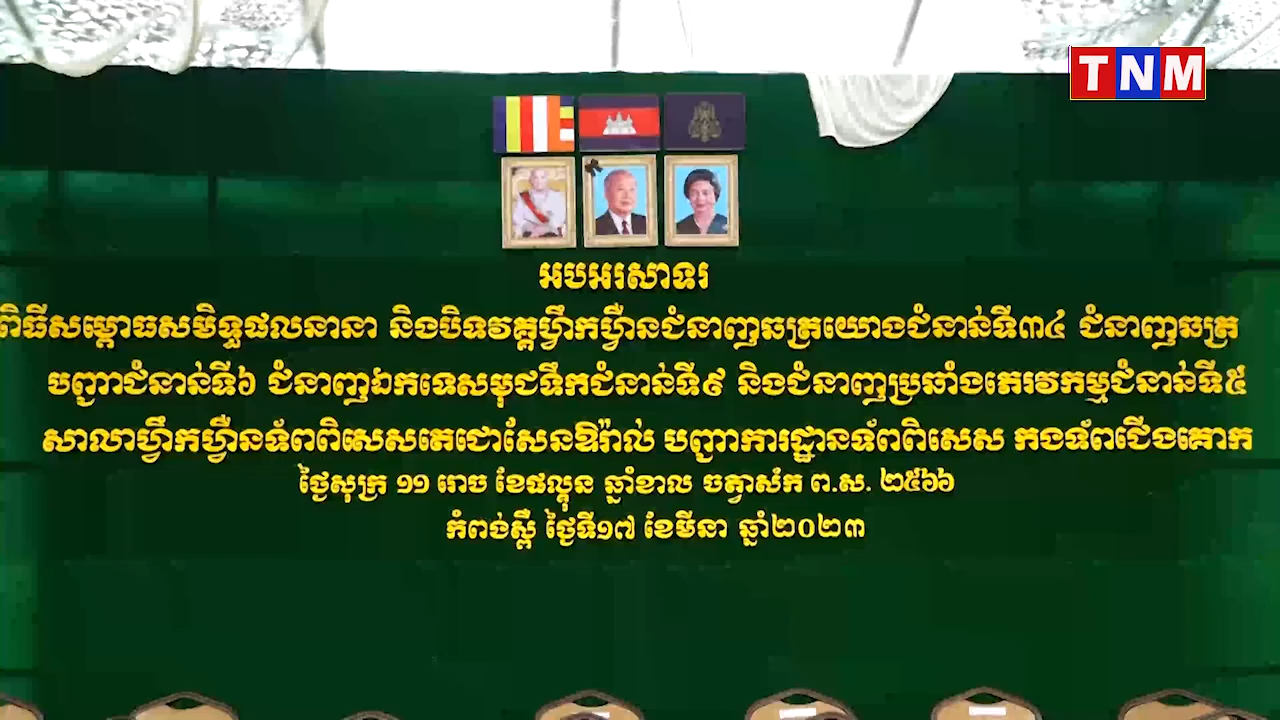 TNM
អបអរសាទរ
ពិធីសម្ពោធសមិទ្ធផលនានា និងបិទវគ្គហ្វឹកហ្វឺនជំនាញឆត្រយោងជំនាន់ទី៣៤ ជំនាញឆត្រ
បញ្ជាជំនាន់ទី៦ ជំនាញឯកទេសមុជទឹកជំនាន់ទី៩ និងជំនាញប្រឆាំងភេរវកម្មជំនាន់ទី៥
សាលាហ្វឹកហ្វឺនទ័ពពិសេសតេជោសែនឱរ៉ាល់ បញ្ជាការដ្ឋានទ័ពពិសេស កងទ័ពជើងគោក
ថ្ងៃសុក្រ ១១ រោច ខែផល្គុន ឆ្នាំខាល ចត្វាស័ក ព.ស. ២៥៦៦
កំពង់ស្ពឺ ថ្ងៃទី១៧ ខែមីនា ឆ្នាំ២០២៣